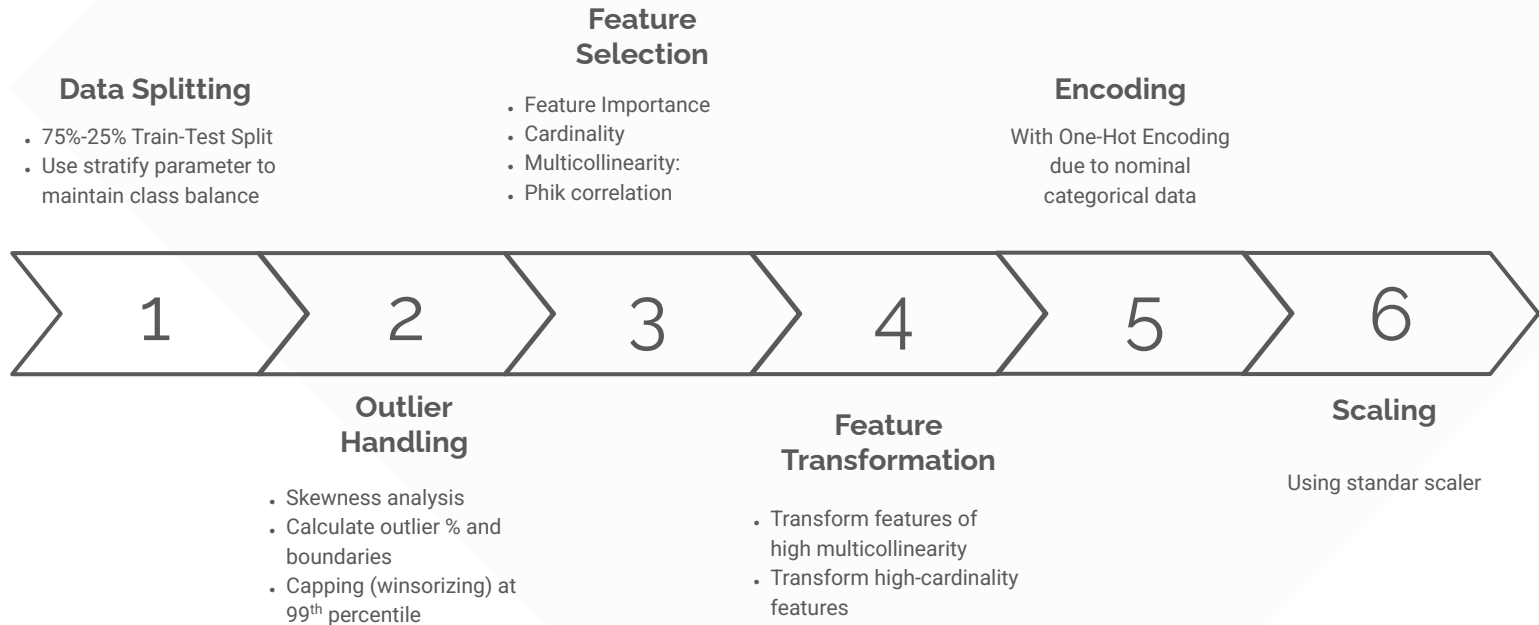 Data Splitting
• 75%-25% Train-Test Split
• Use stratify parameter to
maintain class balance
Feature
Selection
• Feature Importance
• Cardinality
• Multicollinearity:
• Phik correlation
Encoding
With One-Hot Encoding
due to nominal
categorical data
1 2 3 4 5 6
Outlier
Handling
• Skewness analysis
• Calculate outlier % and
boundaries
• Capping (winsorizing) at
99th percentile
Feature
Transformation
• Transform features of
high multicollinearity
• Transform high-cardinality
features
Scaling
Using standar scaler